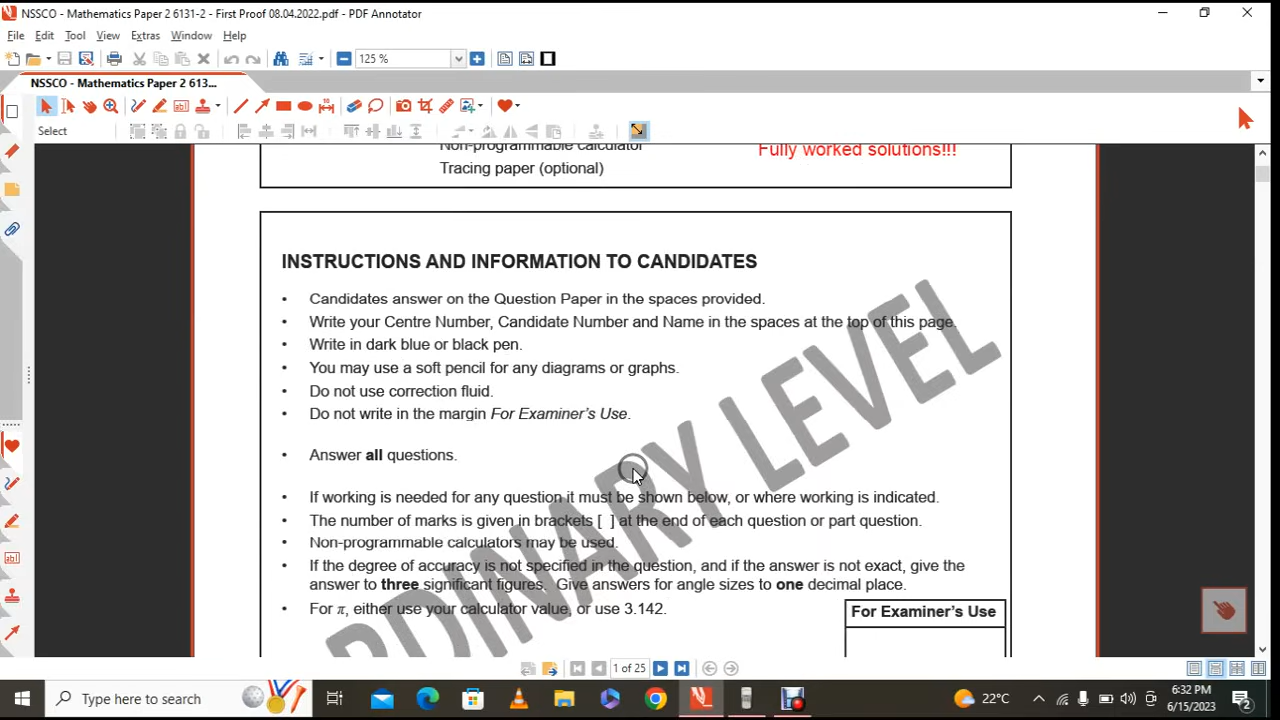 NSSCO - Mathematics Paper 2 6131-2 - First Proof 08.04.2022.pdf - PDF Annotator
File Edit Tool View Extras Window Help
125 %
NSSCO - Mathematics Paper 2 613...
Select
Non-programmable calculator
Fully worked solutions!!!
Tracing paper (optional)
INSTRUCTIONS AND INFORMATION TO CANDIDATES
• Candidates answer on the Question Paper in the spaces provided.
• Write your Centre Number, Candidate Number and Name in the spaces at the top of this page.
• Write in dark blue or black pen.
• You may use a soft pencil for any diagrams or graphs.
• Do not use correction fluid.
• Do not write in the margin For Examiner's Use.
• Answer all questions.
• If working is needed for any question it must be shown below, or where working is indicated.
• The number of marks is given in brackets [ ] at the end of each question or part question.
• Non-programmable calculators may be used.
• If the degree of accuracy is not specified in the question, and if the answer is not exact, give the
answer to three significant figures. Give answers for angle sizes to one decimal place.
• For π, either use your calculator value, or use 3.142.
For Examiner's Use
RDINARY LEVEL
1 of 25
Type here to search
22°C
6:32 PM
6/15/2023
2